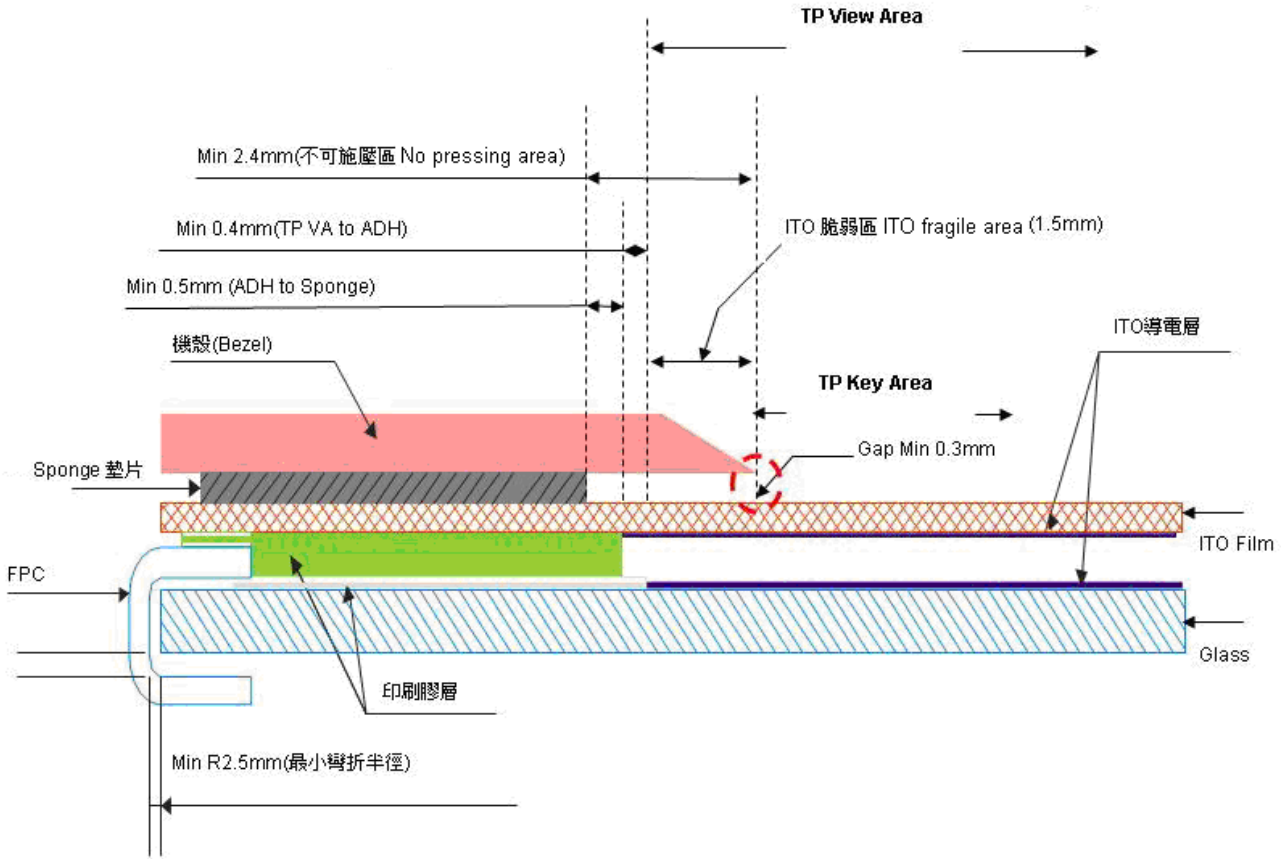 TP View Area
Min 2.4mm(不可施壓區 No pressing area)
Min 0.4mm(TP VA to ADH)
ITO 脆弱區 ITO fragile area (1.5mm)
Min 0.5mm (ADH to Sponge)
ITO導電層
機殼(Bezel)
TP Key Area
Gap Min 0.3mm
Sponge 墊片
ITO Film
FPC
Glass
印刷膠層
Min R2.5mm(最小彎折半徑)